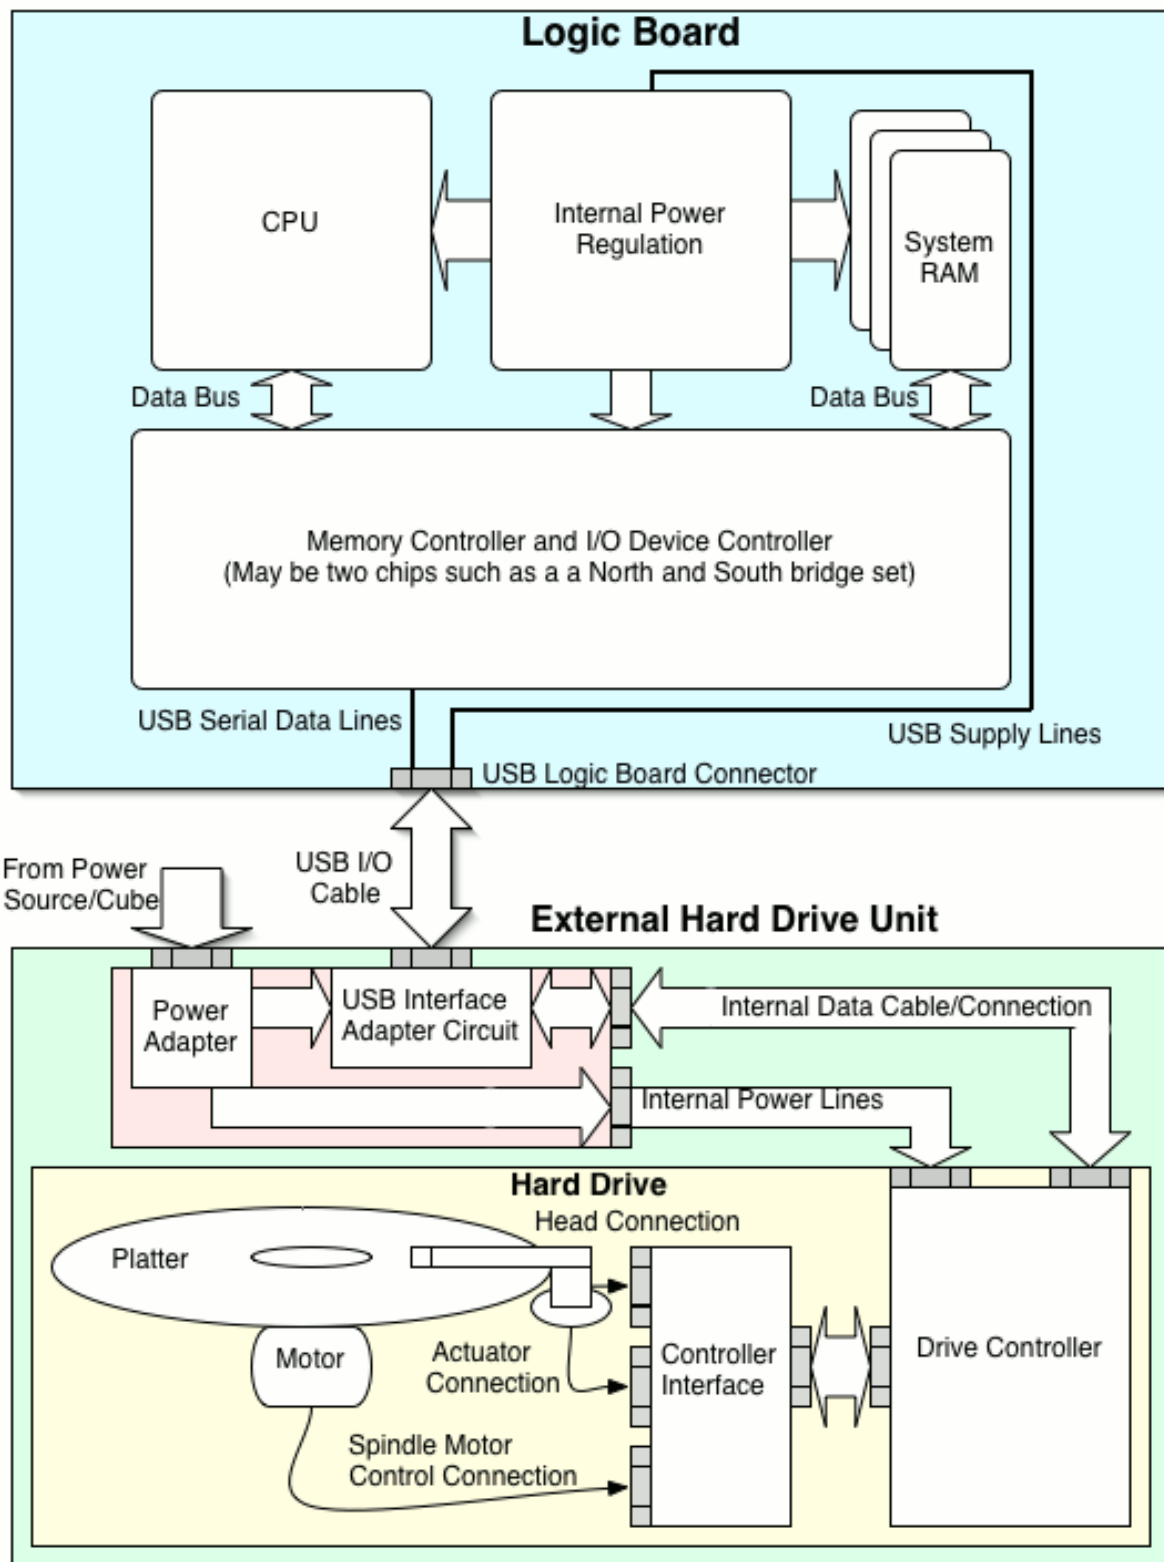 Logic Board
CPU
Internal Power
Regulation
System
RAM
Data Bus
Data Bus
Memory Controller and I/O Device Controller
(May be two chips such as a a North and South bridge set)
USB Serial Data Lines
USB Supply Lines
USB Logic Board Connector
From Power
Source/Cube
USB I/O
Cable
External Hard Drive Unit
Power
Adapter
USB Interface
Adapter Circuit
Internal Data Cable/Connection
Internal Power Lines
Hard Drive
Head Connection
Platter
Motor
Actuator
Connection
Controller
Interface
Drive Controller
Spindle Motor
Control Connection